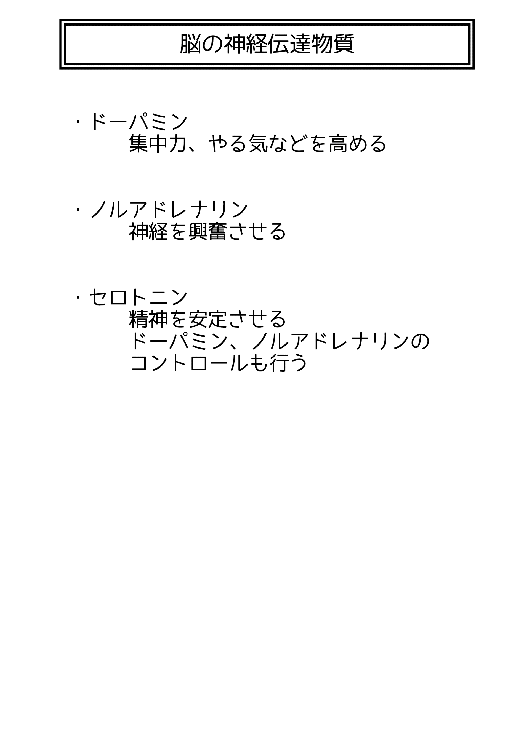 脳の神経伝達物質
・ドーパミン
集中力、やる気などを高める
・ノルアドレナリン
神経を興奮させる
・セロトニン
精神を安定させる
ドーパミン、ノルアドレナリンの
コントロールも行う